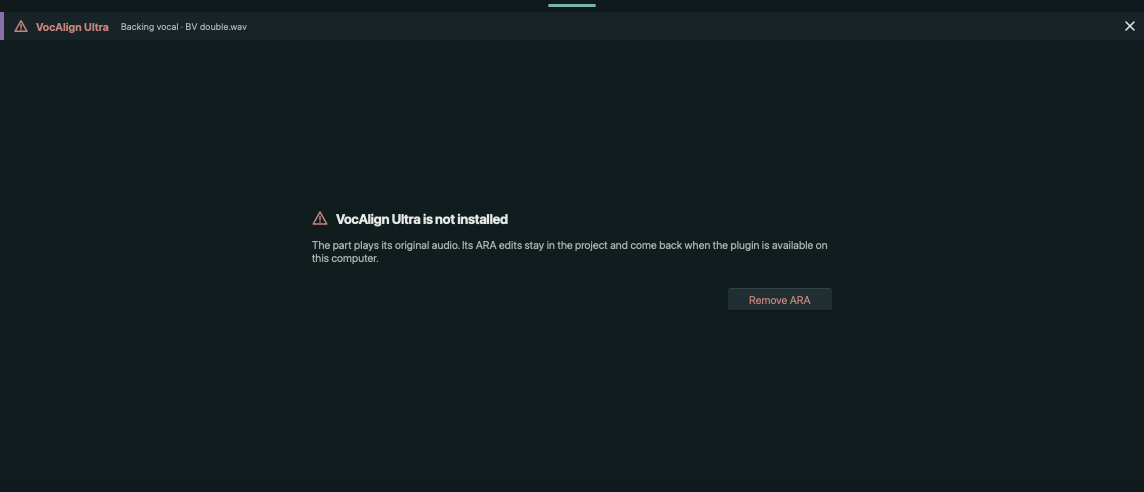 VocAlign Ultra Backing vocal · BV double.wav
VocAlign Ultra is not installed
The part plays its original audio. Its ARA edits stay in the project and come back when the plugin is available on
this computer.
Remove ARA